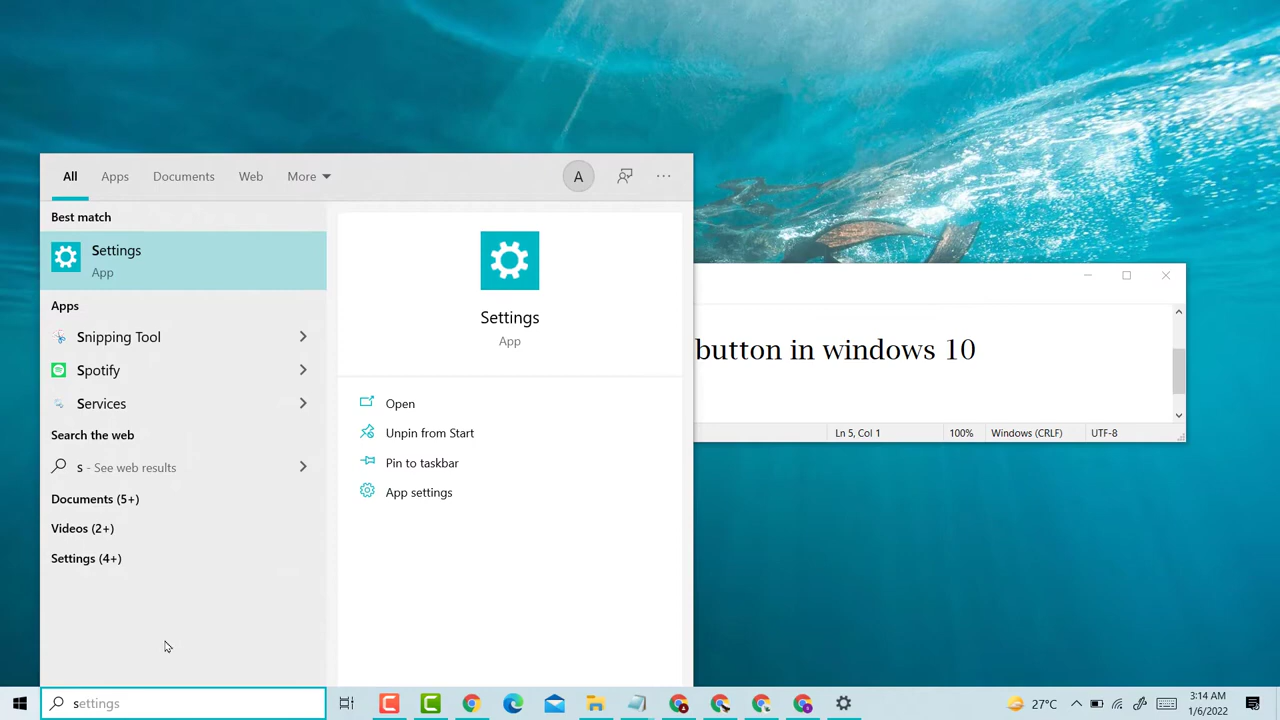 All Apps Documents Web More A ...
Best match
Settings
App
Apps
Snipping Tool
Spotify
Services
Search the web
s - See web results
Documents (5+)
Videos (2+)
Settings (4+)
Settings
App
Open
Unpin from Start
Pin to taskbar
App settings
button in windows 10
Ln 5, Col 1 100% Windows (CRLF) UTF-8
settings
27°C
3:14 AM
1/6/2022